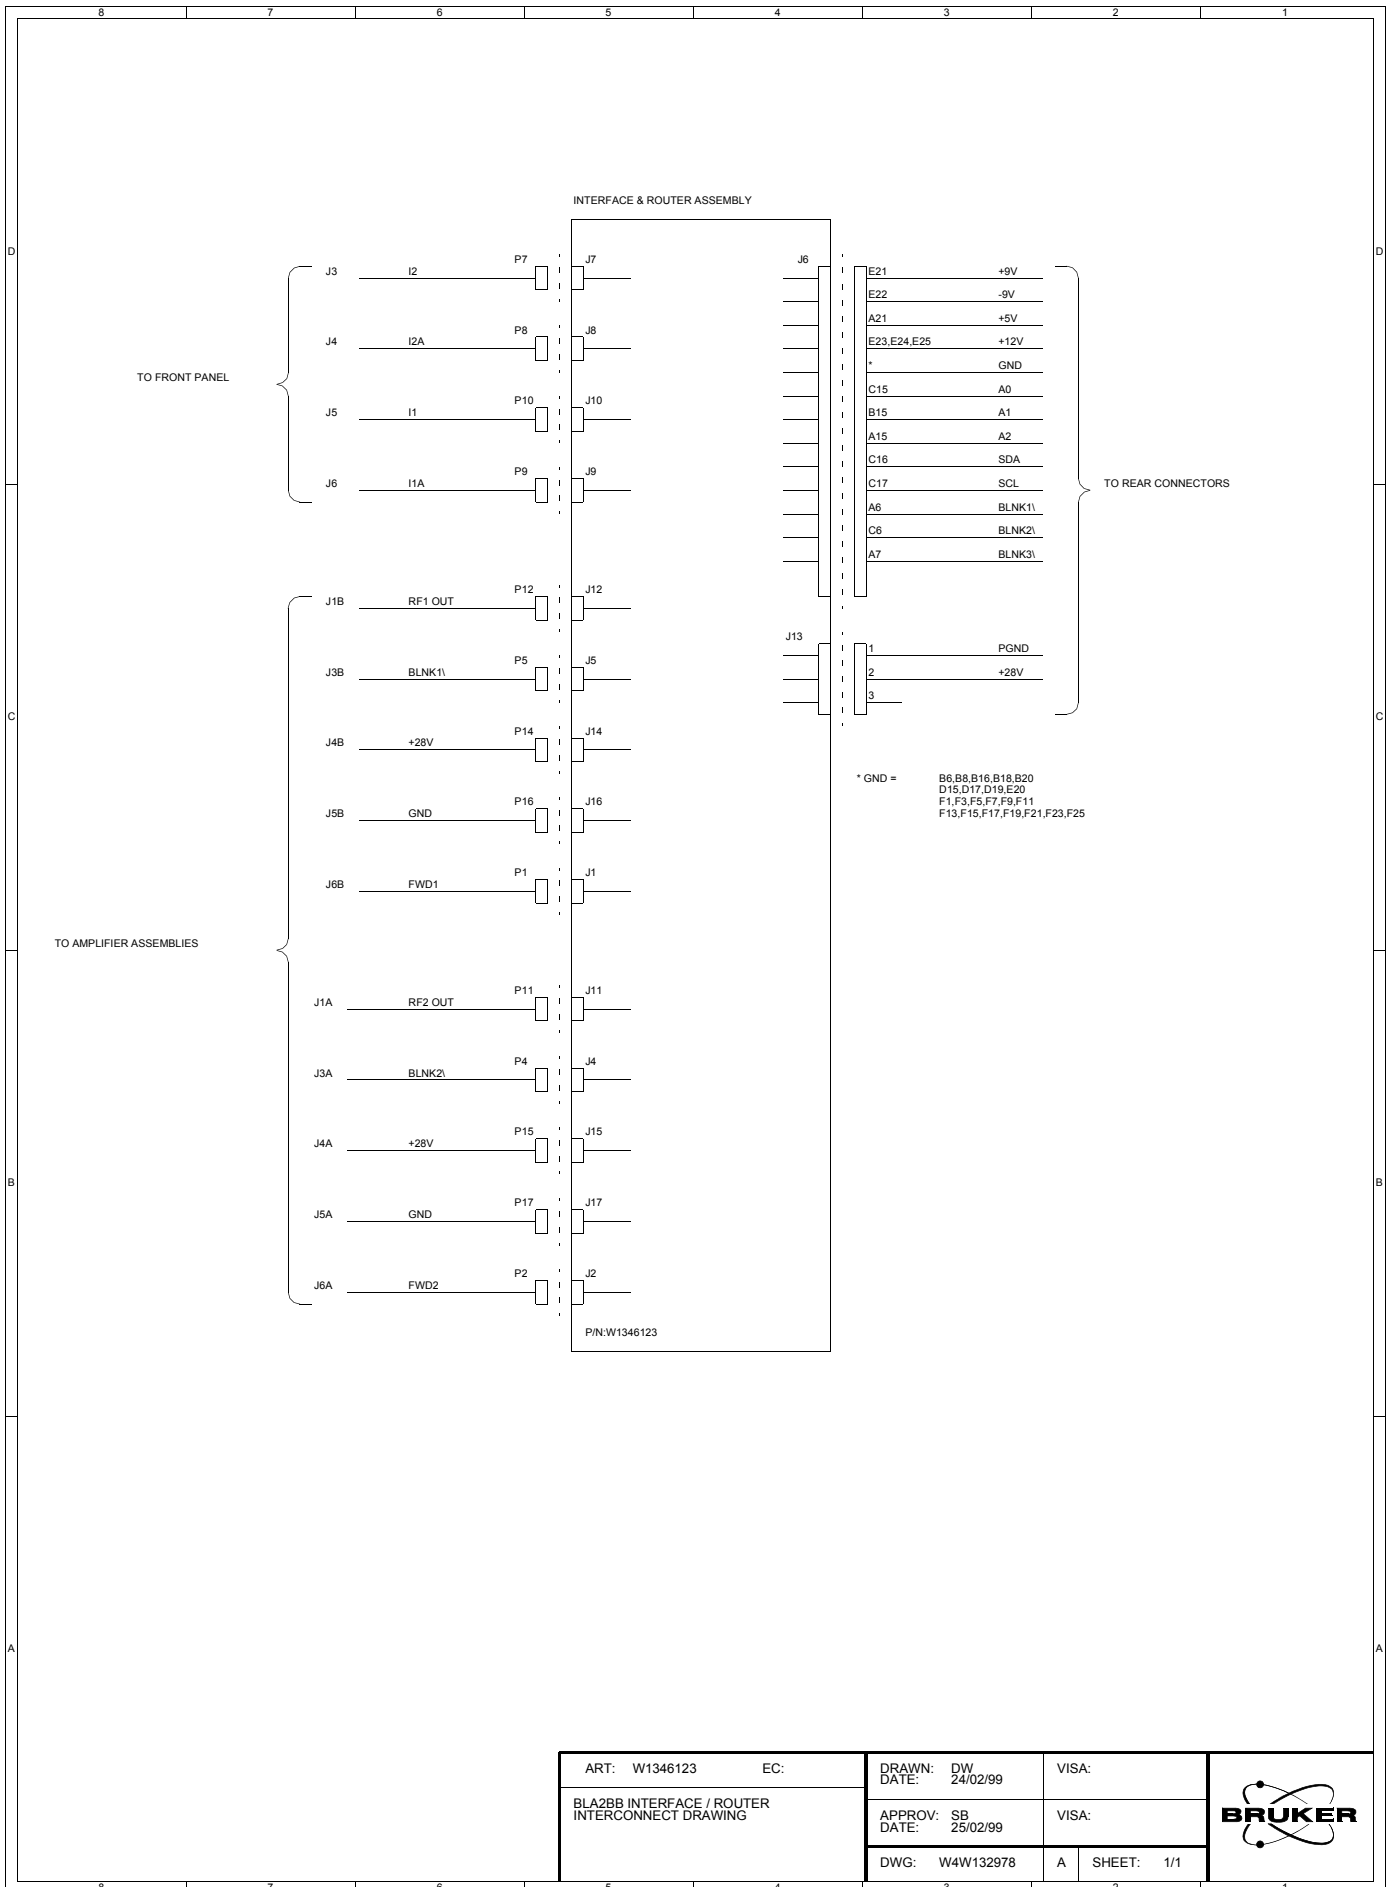 8 7 6 5 4 3 2 1
INTERFACE & ROUTER ASSEMBLY
D D
J3 I2 P7 J7
J4 I2A P8 J8
TO FRONT PANEL
J5 I1 P10 J10
J6 I1A P9 J9
J6
E21 +9V
E22 -9V
A21 +5V
E23,E24,E25 +12V
* GND
C15 A0
B15 A1
A15 A2
C16 SDA
C17 SCL
A6 BLNK1\
C6 BLNK2\
A7 BLNK3\
TO REAR CONNECTORS
J13
1 PGND
2 +28V
3
J1B RF1 OUT P12 J12
J3B BLNK1\ P5 J5
C C
J4B +28V P14 J14
J5B GND P16 J16
J6B FWD1 P1 J1
* GND = B6,B8,B16,B18,B20
D15,D17,D19,E20
F1,F3,F5,F7,F9,F11
F13,F15,F17,F19,F21,F23,F25
TO AMPLIFIER ASSEMBLIES
J1A RF2 OUT P11 J11
J3A BLNK2\ P4 J4
J4A +28V P15 J15
B B
J5A GND P17 J17
J6A FWD2 P2 J2
P/N:W1346123
A A
ART: W1346123 EC:
BLA2BB INTERFACE / ROUTER
INTERCONNECT DRAWING
DRAWN: DW VISA:
DATE: 24/02/99
APPROV: SB VISA:
DATE: 25/02/99
DWG: W4W132978 A SHEET: 1/1
BRUKER
8 7 6 5 4 3 2 1